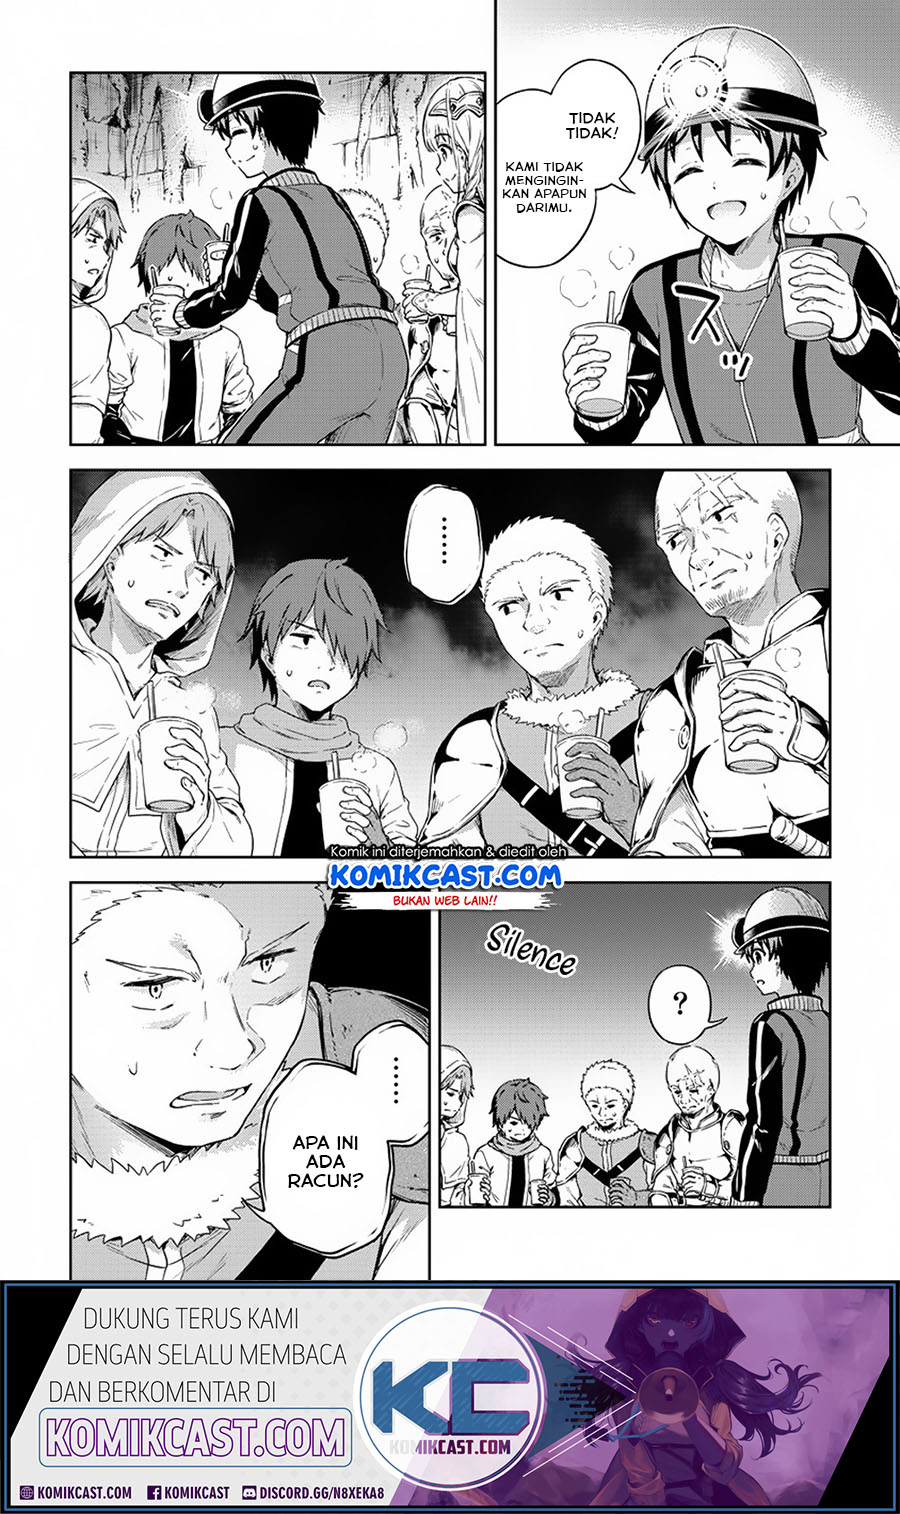 TIDAK
TIDAK!
KAMI TIDAK
MENGINGIN-
KAN APAPUN
DARIMU.
スッ
......
Komik ini diterjemahkan & diedit oleh
KOMIKCAST.COM
BUKAN WEB LAIN!!
Silence
?
......
APA INI
ADA
RACUN?
DUKUNG TERUS KAMI
DENGAN SELALU MEMBACA
DAN BERKOMENTAR DI
KOMIKCAST.COM
KOMIKCAST.COM
KOMIKCAST
DISCORD.GG/N8XEKA8
KC
KOMIKCAST.COM